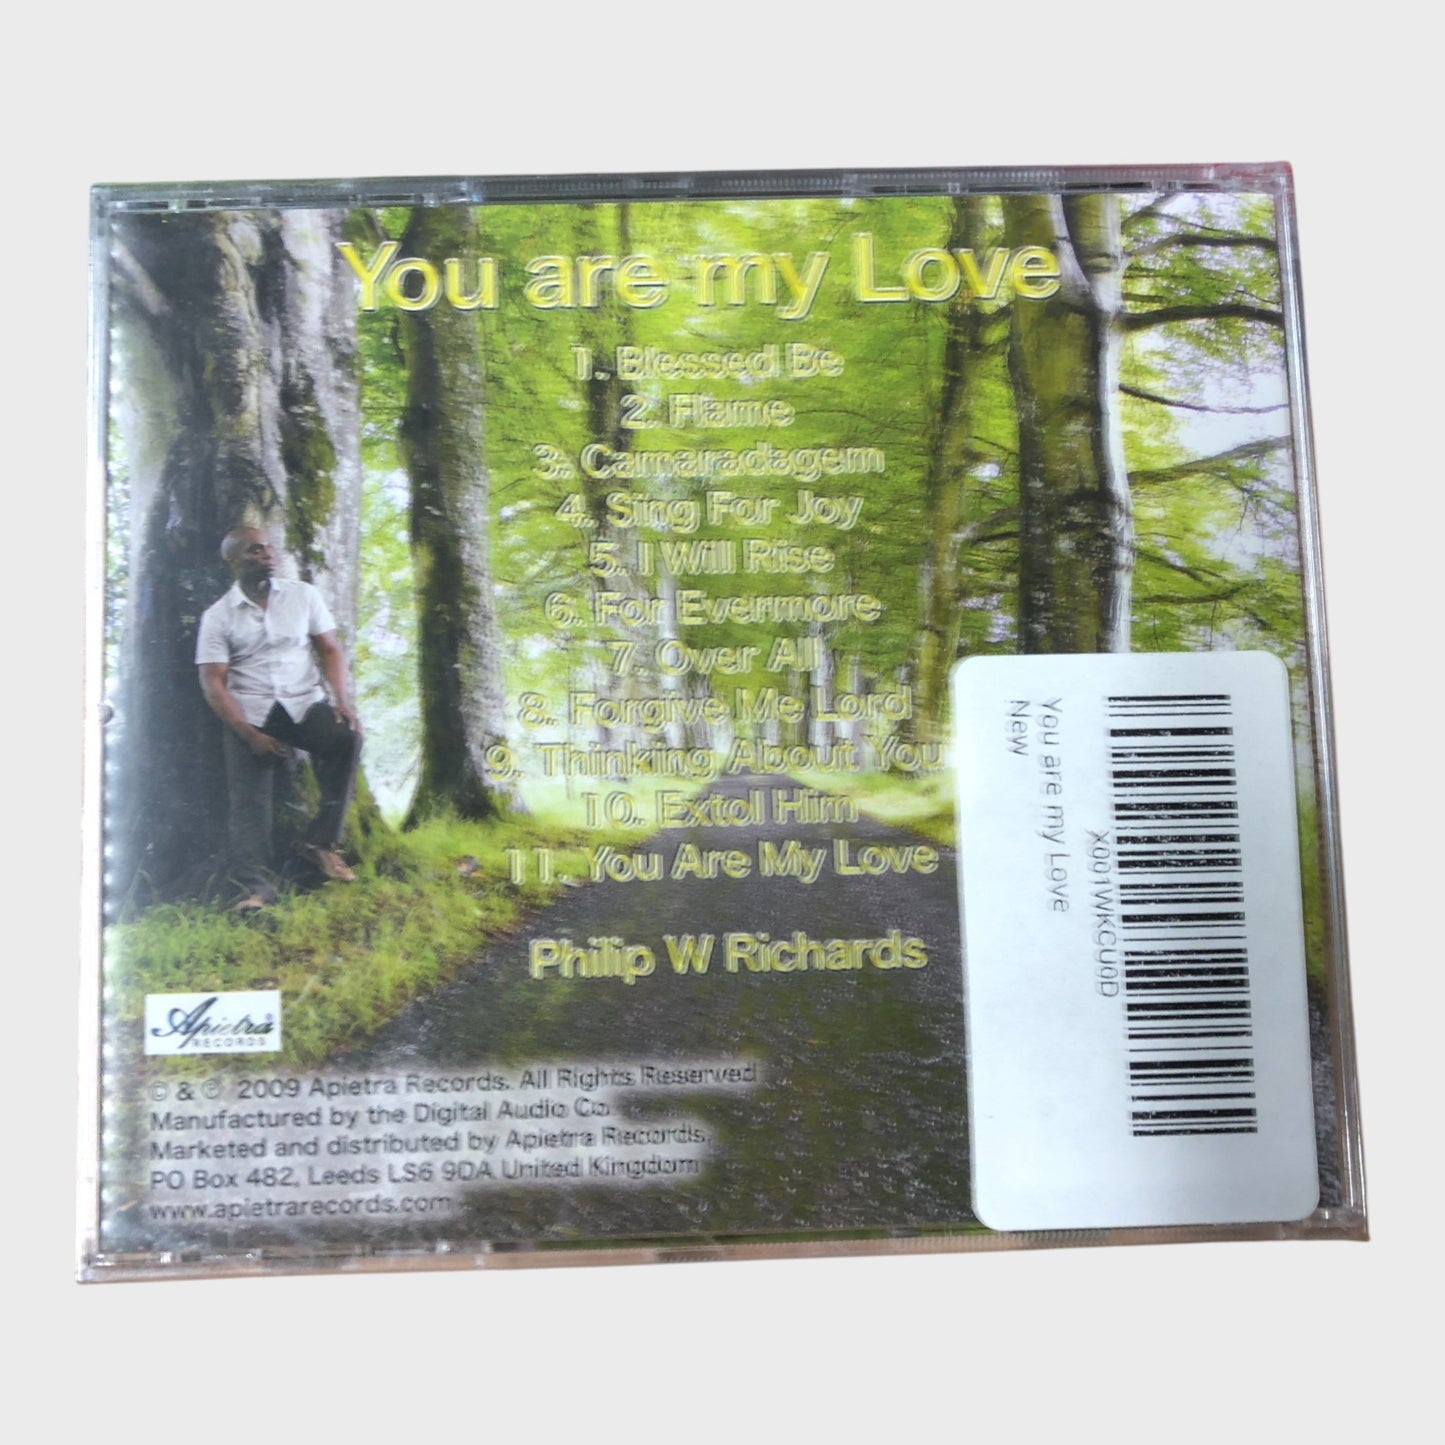 You are my Love
1. Blessed Be
2. Flame
3. Camaradagem
4. Sing For Joy
5. I Will Rise
6. For Evermore
7. Over All
8. Forgive Me Lord
9. Thinking About You
10. Extol Him
11. You Are My Love
Philip W Richards
Apietra
RECORDS
© & ℗ 2009 Apietra Records. All Rights Reserved
Manufactured by the Digital Audio Co
Marketed and distributed by Apietra Records,
PO Box 482, Leeds LS6 9DA United Kingdom
www.apietrarecords.com
X001WKCU0D
You are my Love
New